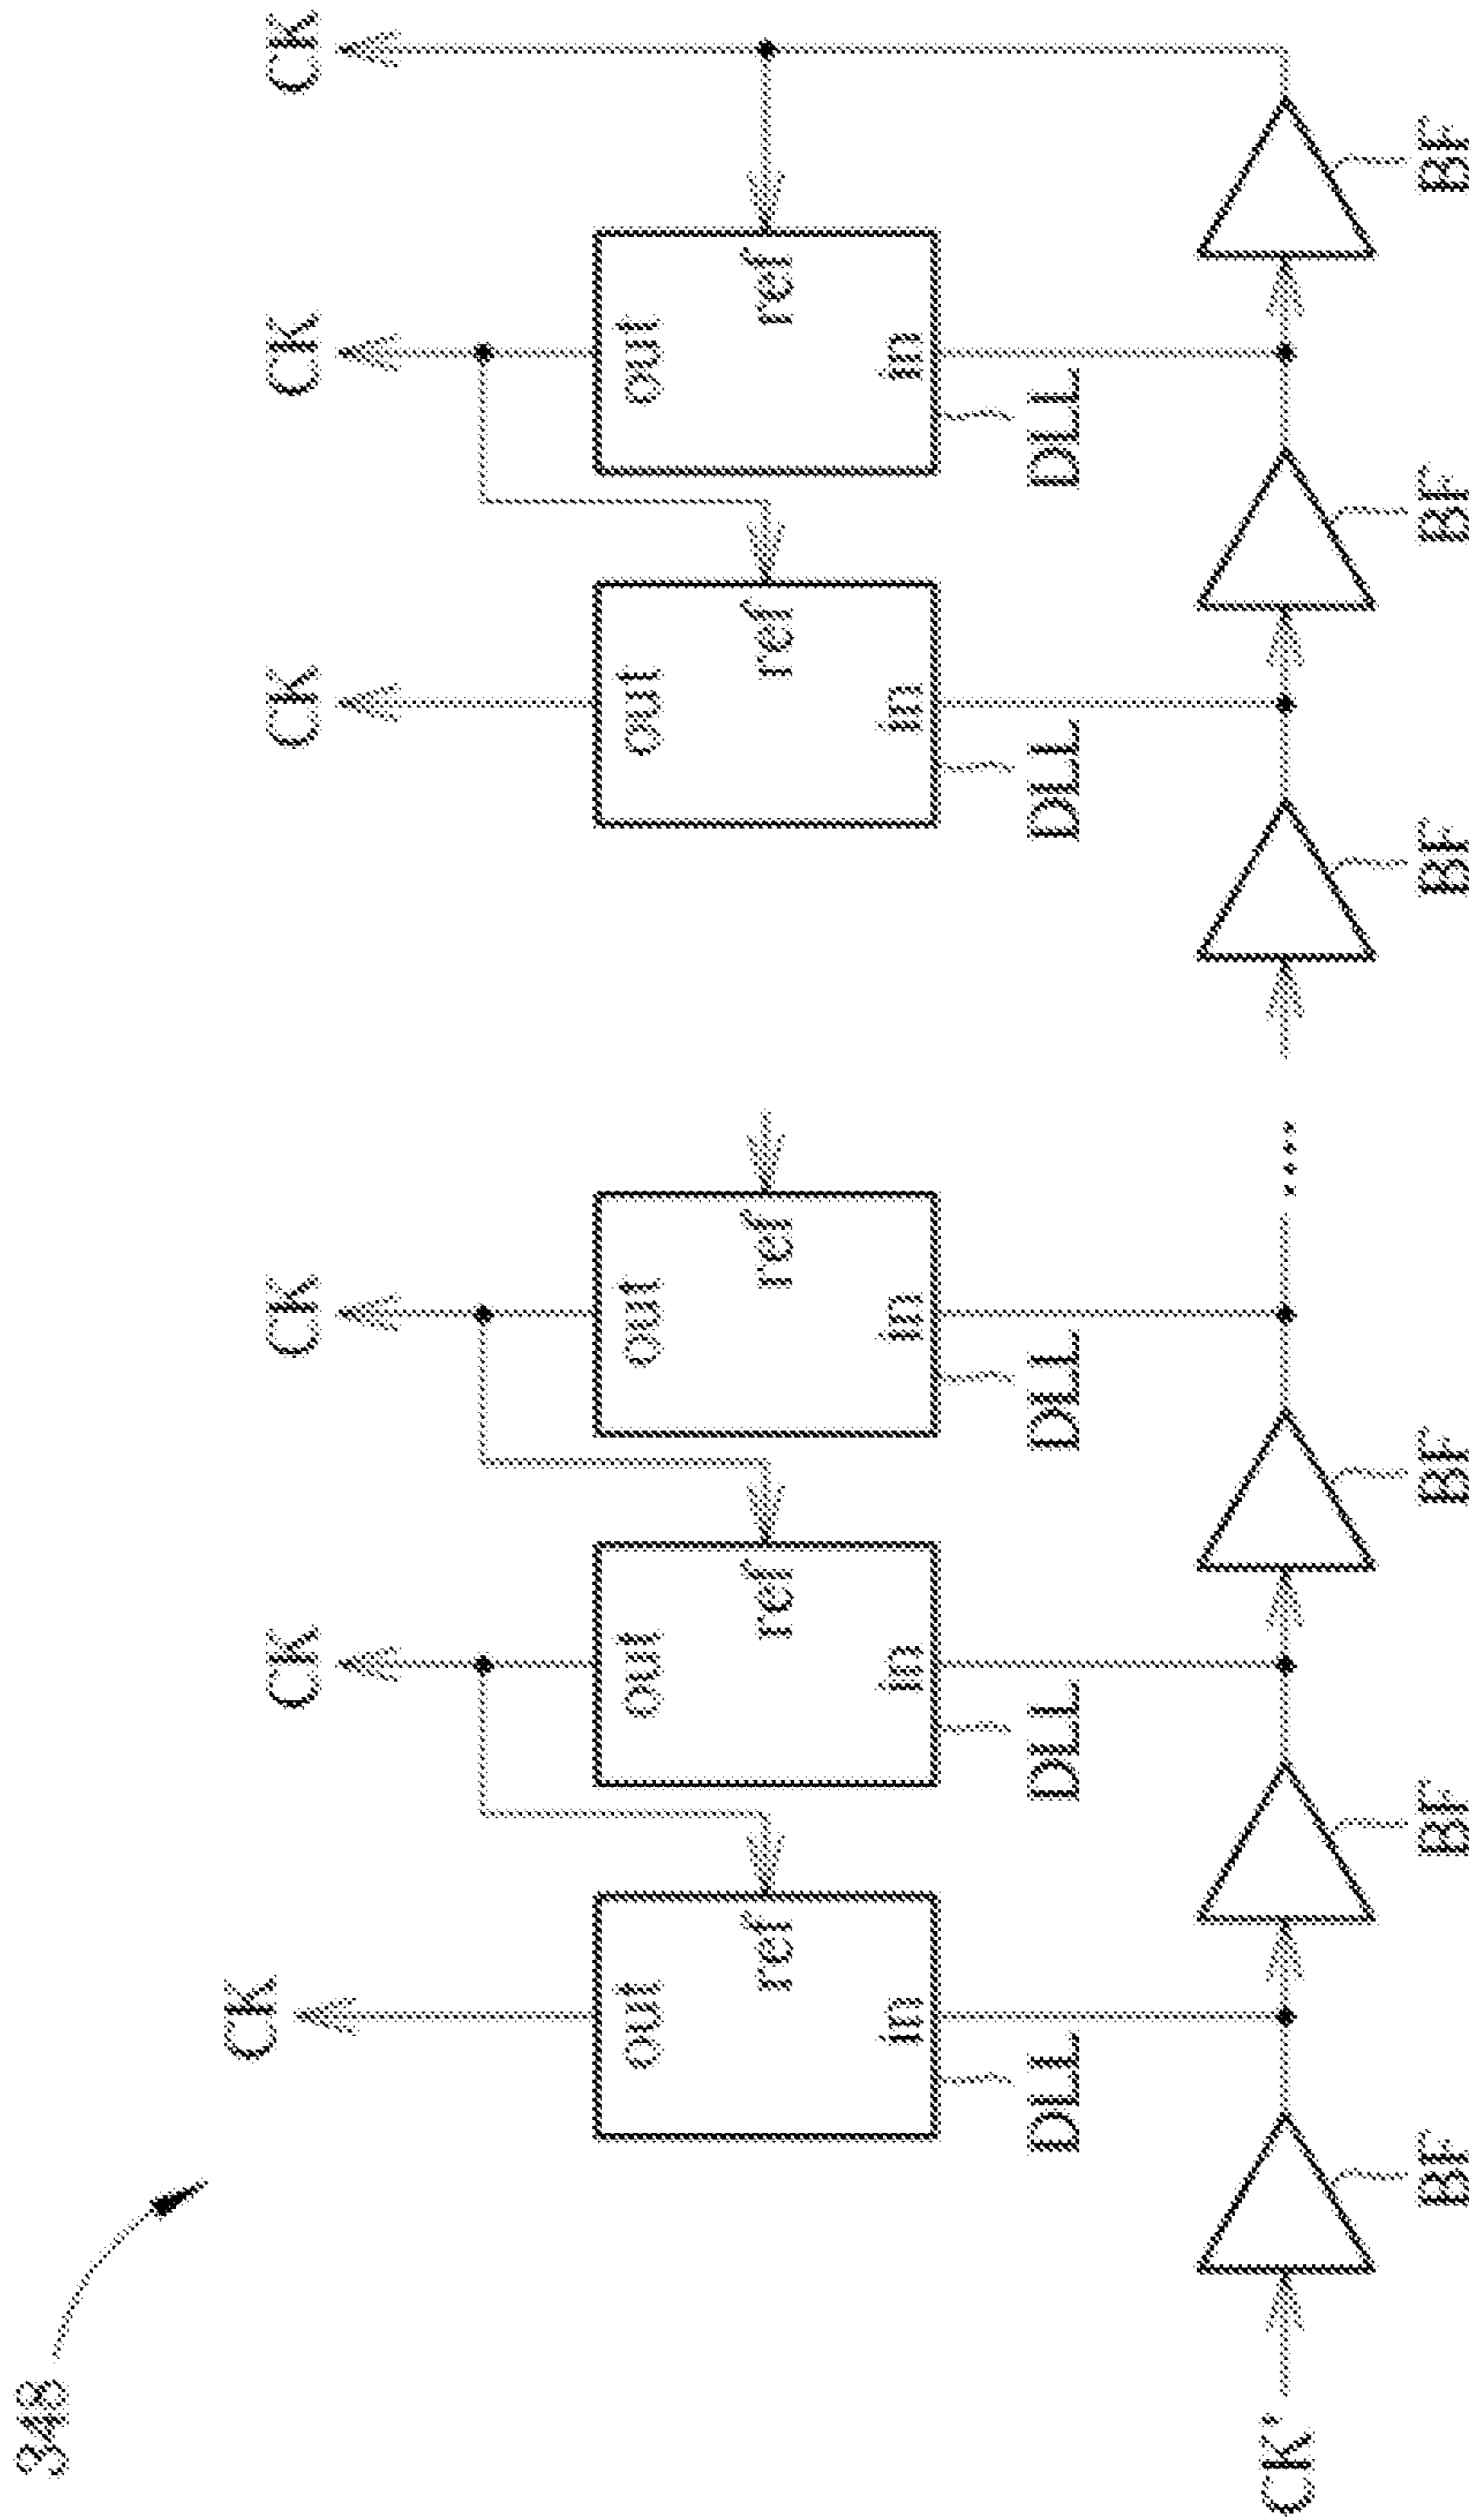 348
CK CK CK CK CK CK
out out out out out
ref ref ref ref ref
in in in in in
DLL DLL DLL DLL DLL
CK' ....
BF BF BF BF BF BF